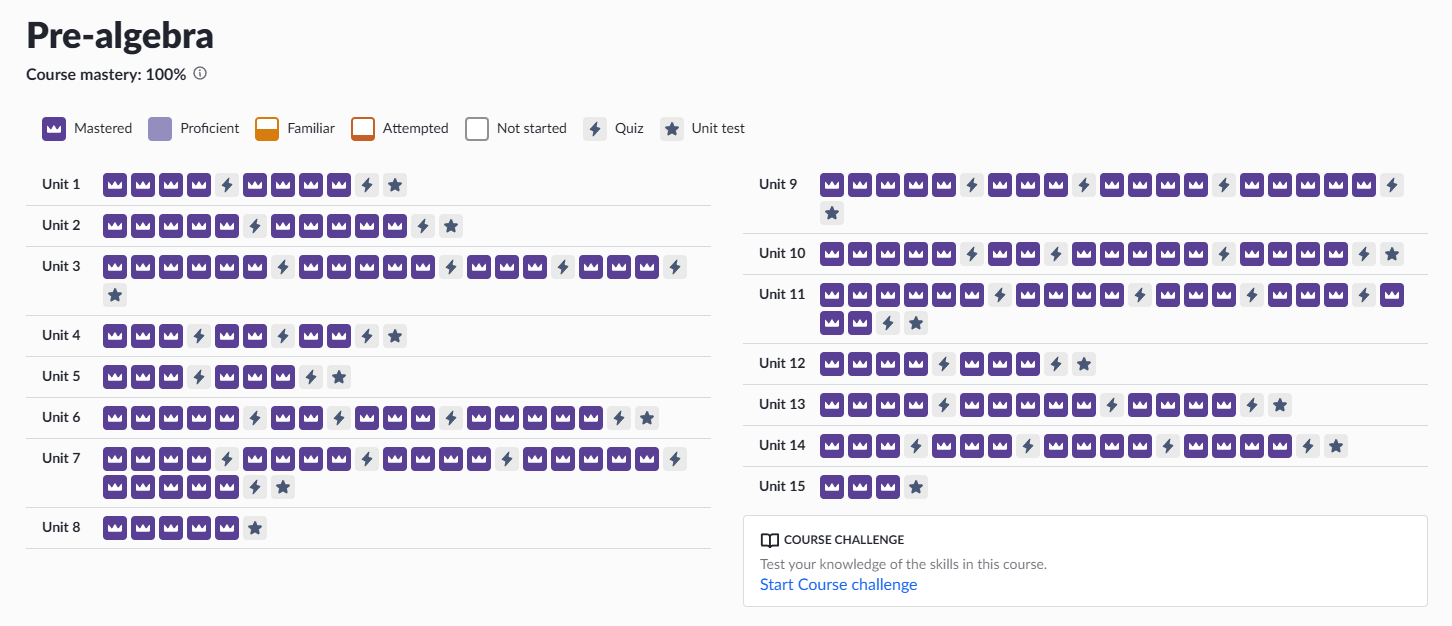 Pre-algebra
Course mastery: 100%
Mastered Proficient Familiar Attempted Not started Quiz Unit test
Unit 1
Unit 2
Unit 3
Unit 4
Unit 5
Unit 6
Unit 7
Unit 8
Unit 9
Unit 10
Unit 11
Unit 12
Unit 13
Unit 14
Unit 15
COURSE CHALLENGE
Test your knowledge of the skills in this course.
Start Course challenge